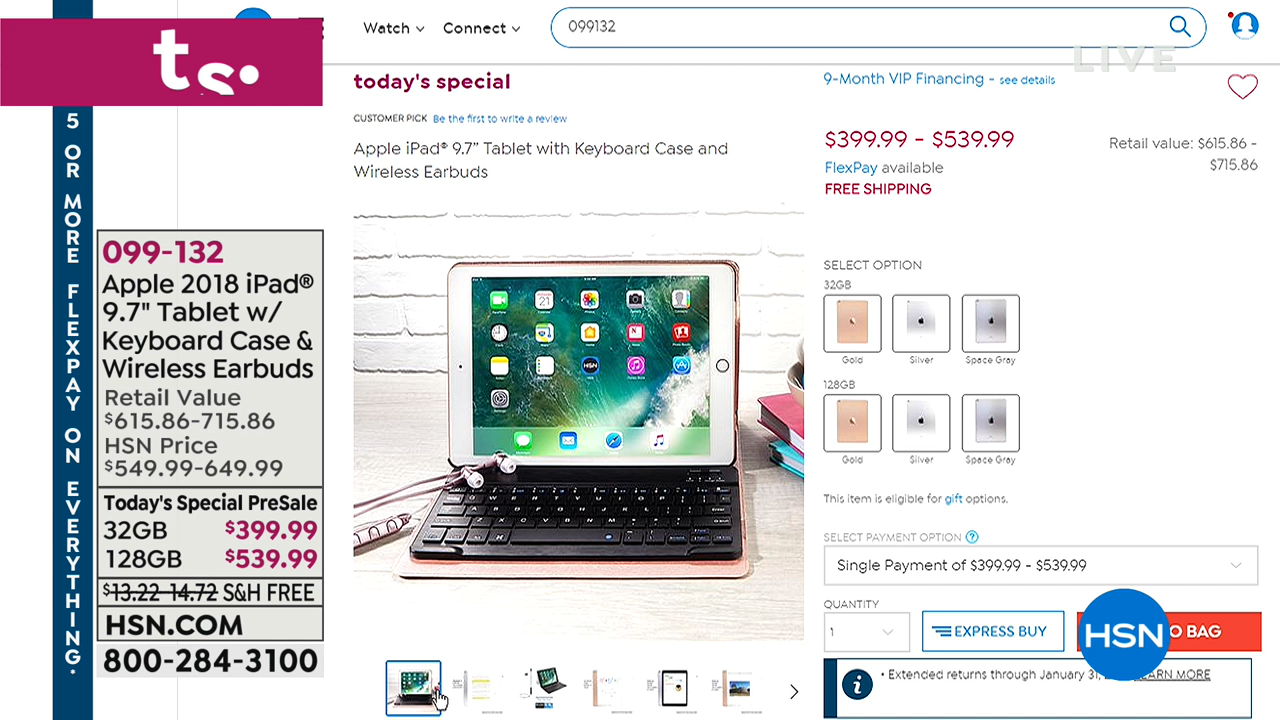 ts.
5 OR MORE FLEXPAY ON EVERYTHING.
099-132
Apple 2018 iPad®
9.7" Tablet w/
Keyboard Case &
Wireless Earbuds
Retail Value
$615.86-715.86
HSN Price
$549.99-649.99
Today's Special PreSale
32GB $399.99
128GB $539.99
$13.22-14.72 S&H FREE
HSN.COM
800-284-3100
Watch Connect 099132
LIVE
today's special
CUSTOMER PICK Be the first to write a review
Apple iPad® 9.7” Tablet with Keyboard Case and
Wireless Earbuds
9-Month VIP Financing - see details
$399.99 - $539.99
Retail value: $615.86 -
$715.86
FlexPay available
FREE SHIPPING
SELECT OPTION
32GB
Gold Silver Space Gray
128GB
Gold Silver Space Gray
This item is eligible for gift options.
SELECT PAYMENT OPTION ?
Single Payment of $399.99 - $539.99
QUANTITY
1
EXPRESS BUY
BAG
HSN
• Extended returns through January 31, LEARN MORE